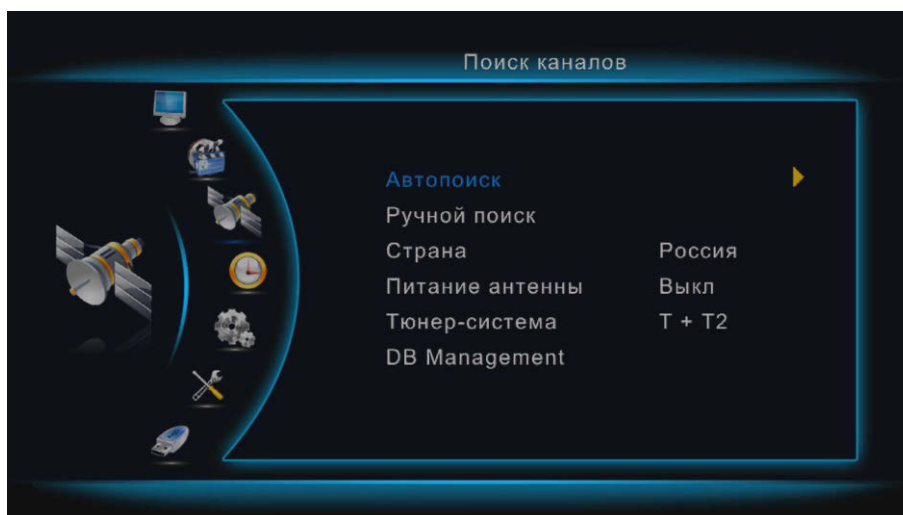 Поиск каналов
Автопоиск
Ручной поиск
Страна Россия
Питание антенны Выкл
Тюнер-система T + T2
DB Management